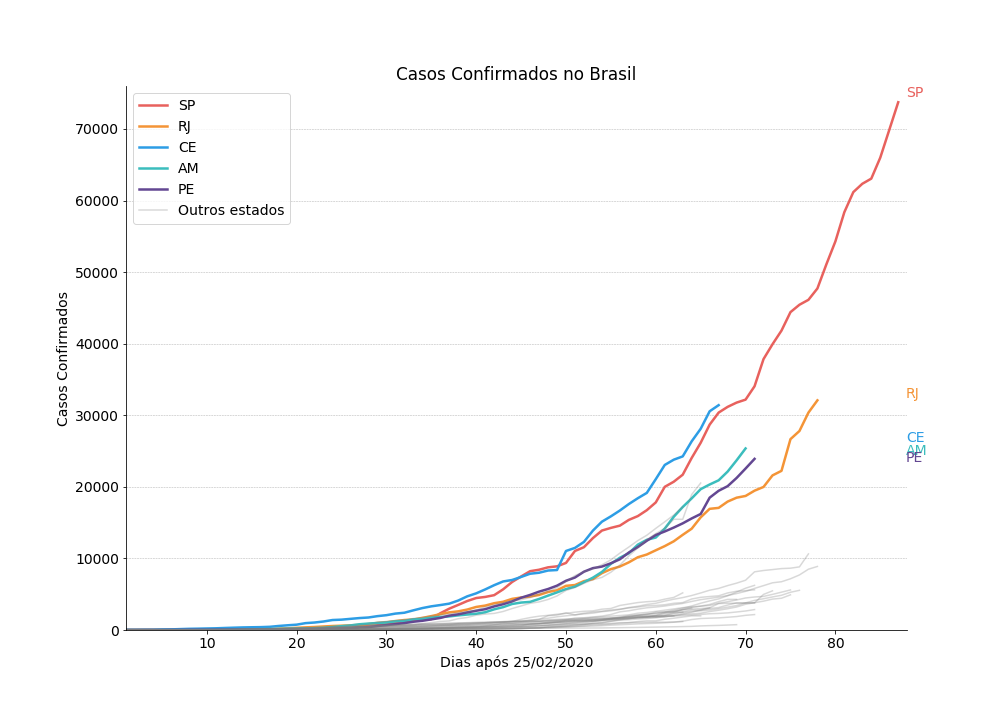 Casos Confirmados no Brasil
SP
RJ
CE
AM
PE
Outros estados
Casos Confirmados
70000
60000
50000
40000
30000
20000
10000
0
10
20
30
40
50
60
70
80
Dias após 25/02/2020
SP
RJ
CE
AM
PE